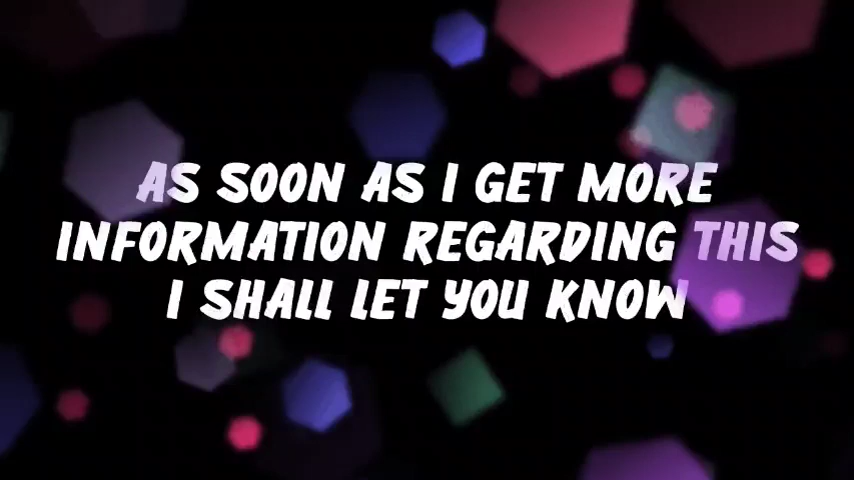 AS SOON AS I GET MORE
INFORMATION REGARDING THIS
I SHALL LET YOU KNOW